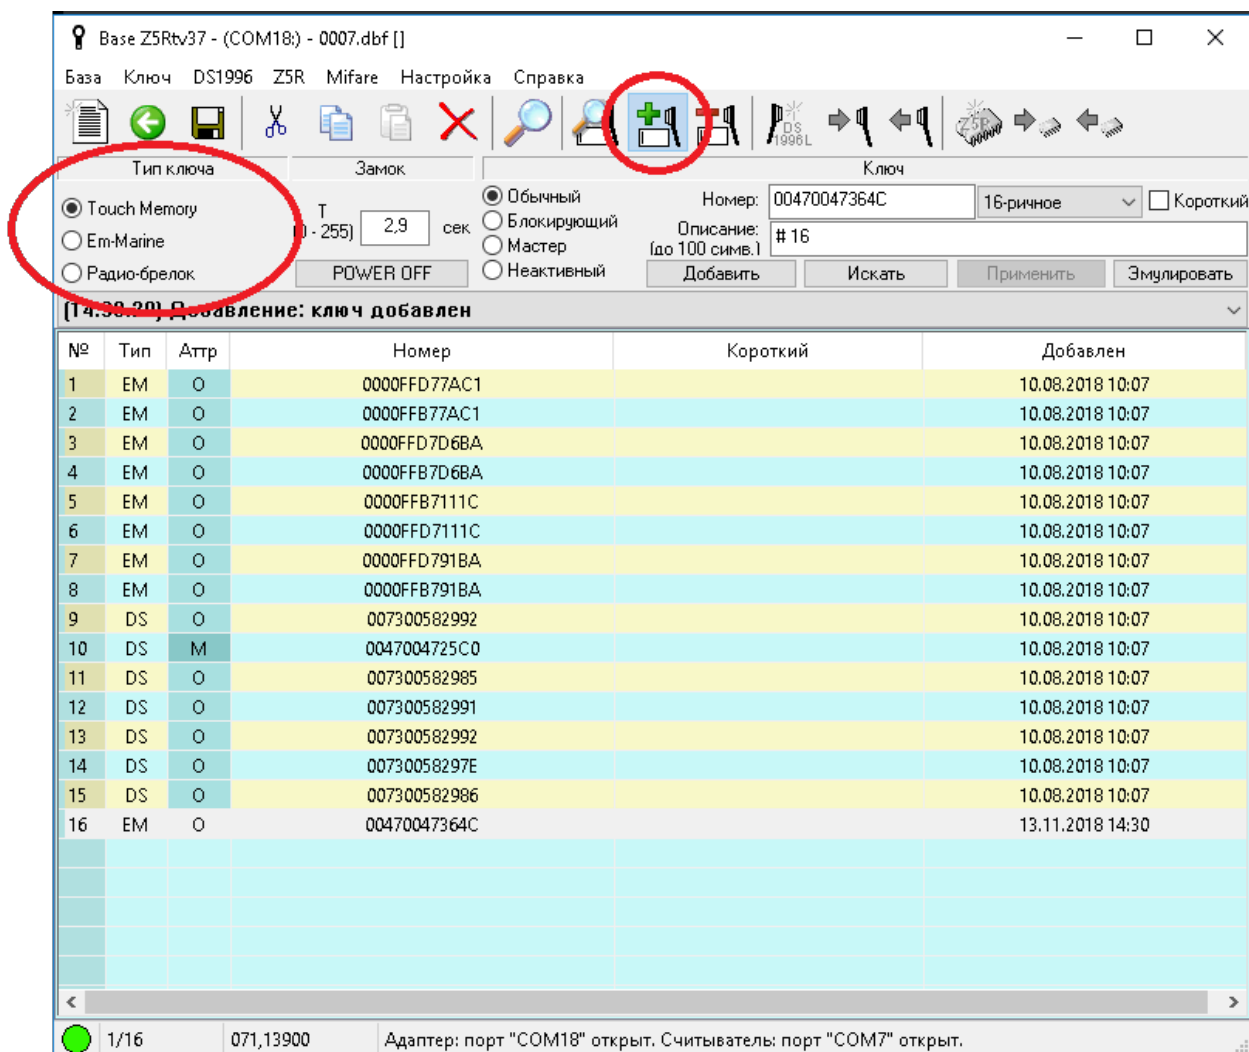 Base Z5Rtv37 - (COM18:) - 0007.dbf []
База Ключ DS1996 Z5R Mifare Настройка Справка
DS 1996L Z5R
Тип ключа Замок Ключ
Touch Memory
Em-Marine
Радио-брелок
T
- 255) 2,9 сек
POWER OFF
Обычный
Блокирующий
Мастер
Неактивный
Номер: 00470047364C 16-ричное Короткий
Описание: (до 100 симв.) # 16
Добавить Искать Применить Эмулировать
Добавление: ключ добавлен
№ Тип Аттр Номер Короткий Добавлен
1 EM О 0000FFD77AC1 10.08.2018 10:07
2 EM О 0000FFB77AC1 10.08.2018 10:07
3 EM О 0000FFD7D6BA 10.08.2018 10:07
4 EM О 0000FFB7D6BA 10.08.2018 10:07
5 EM О 0000FFB7111C 10.08.2018 10:07
6 EM О 0000FFD7111C 10.08.2018 10:07
7 EM О 0000FFD791BA 10.08.2018 10:07
8 EM О 0000FFB791BA 10.08.2018 10:07
9 DS О 007300582992 10.08.2018 10:07
10 DS М 0047004725C0 10.08.2018 10:07
11 DS О 007300582985 10.08.2018 10:07
12 DS О 007300582991 10.08.2018 10:07
13 DS О 007300582992 10.08.2018 10:07
14 DS О 00730058297E 10.08.2018 10:07
15 DS О 007300582986 10.08.2018 10:07
16 EM О 00470047364C 13.11.2018 14:30
1/16 071,13900 Адаптер: порт "COM18" открыт. Считыватель: порт "COM7" открыт.